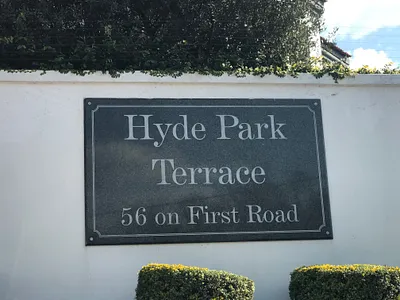 Hyde Park
Terrace
56 on First Road